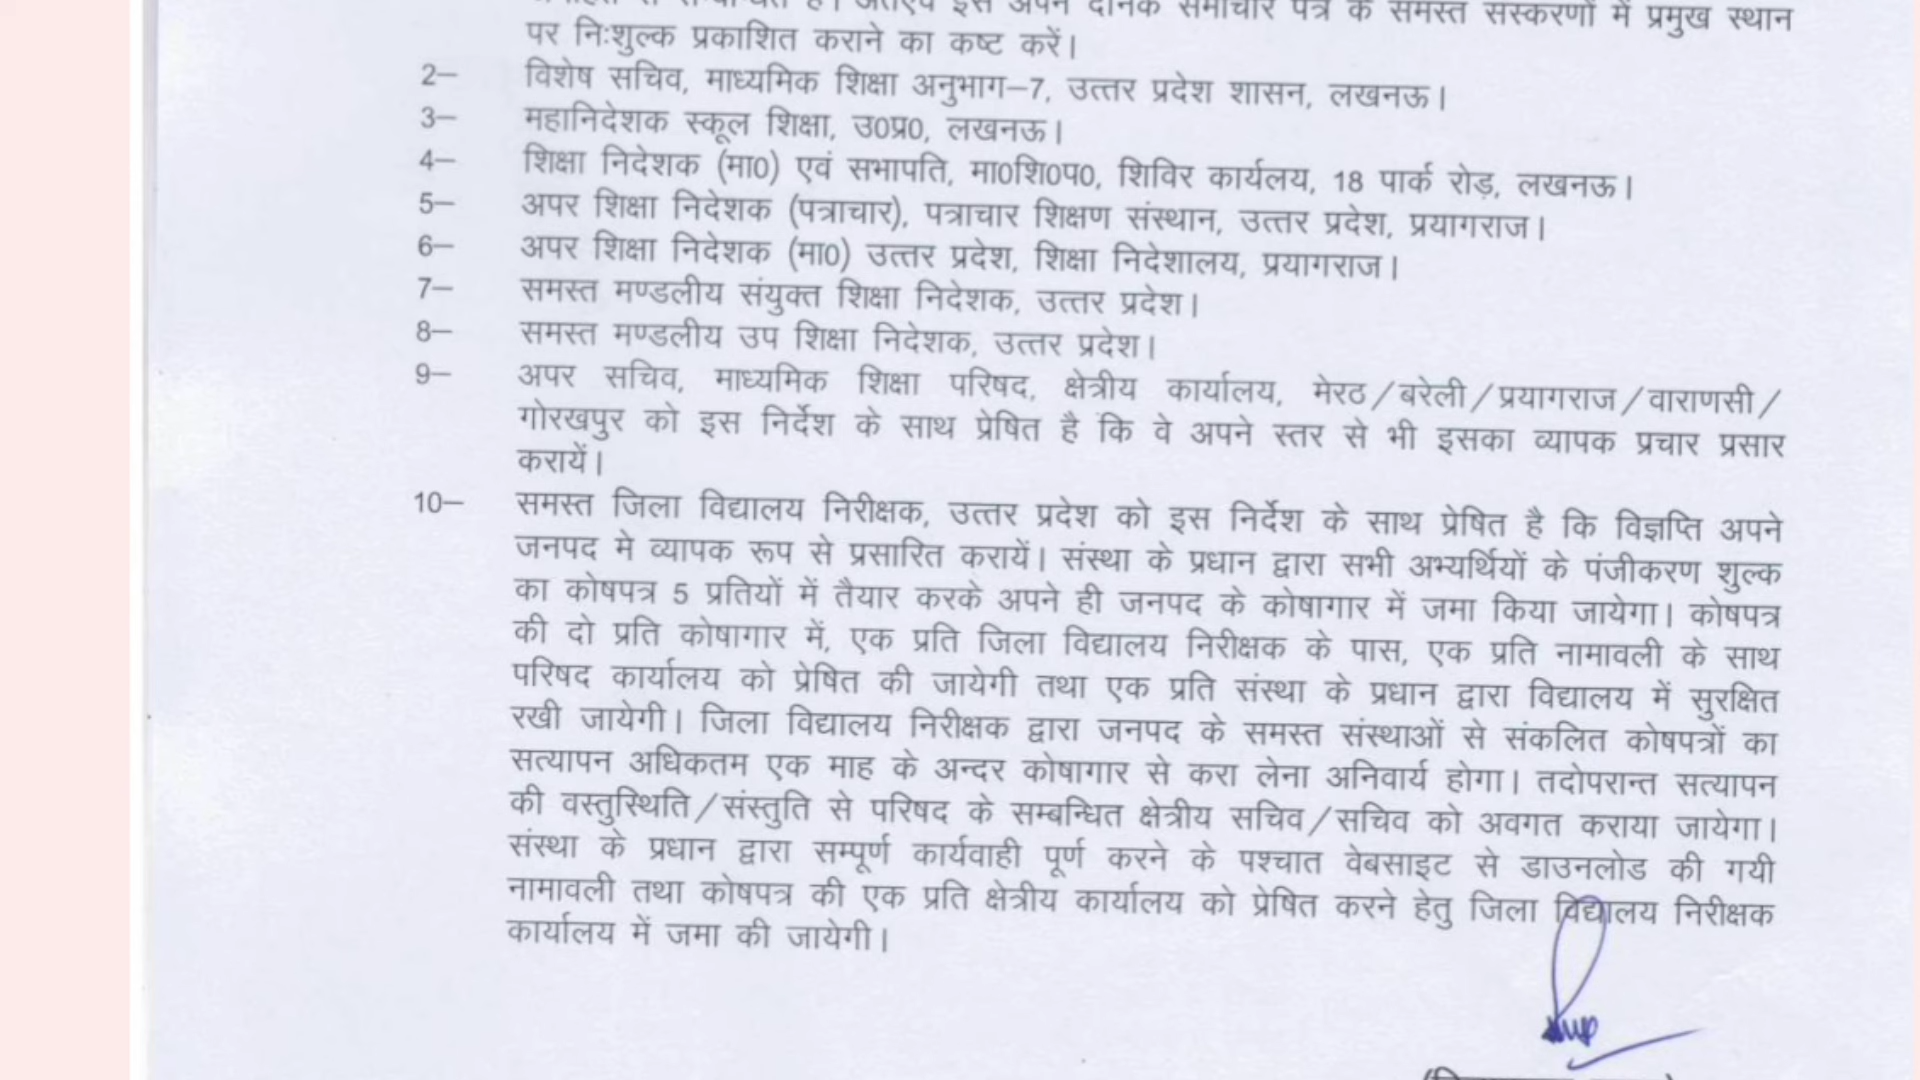 पर निःशुल्क प्रकाशित कराने का कष्ट करें।
2– विशेष सचिव, माध्यमिक शिक्षा अनुभाग–7, उत्तर प्रदेश शासन, लखनऊ।
3– महानिदेशक स्कूल शिक्षा, उ0प्र0, लखनऊ।
4– शिक्षा निदेशक (मा0) एवं सभापति, मा0शि0प0, शिविर कार्यलय, 18 पार्क रोड़, लखनऊ।
5– अपर शिक्षा निदेशक (पत्राचार), पत्राचार शिक्षण संस्थान, उत्तर प्रदेश, प्रयागराज।
6– अपर शिक्षा निदेशक (मा0) उत्तर प्रदेश, शिक्षा निदेशालय, प्रयागराज।
7– समस्त मण्डलीय संयुक्त शिक्षा निदेशक, उत्तर प्रदेश।
8– समस्त मण्डलीय उप शिक्षा निदेशक, उत्तर प्रदेश।
9– अपर सचिव, माध्यमिक शिक्षा परिषद, क्षेत्रीय कार्यालय, मेरठ/बरेली/प्रयागराज/वाराणसी/
गोरखपुर को इस निर्देश के साथ प्रेषित है कि वे अपने स्तर से भी इसका व्यापक प्रचार प्रसार
करायें।
10– समस्त जिला विद्यालय निरीक्षक, उत्तर प्रदेश को इस निर्देश के साथ प्रेषित है कि विज्ञप्ति अपने
जनपद मे व्यापक रूप से प्रसारित करायें। संस्था के प्रधान द्वारा सभी अभ्यर्थियों के पंजीकरण शुल्क
का कोषपत्र 5 प्रतियों में तैयार करके अपने ही जनपद के कोषागार में जमा किया जायेगा। कोषपत्र
की दो प्रति कोषागार में, एक प्रति जिला विद्यालय निरीक्षक के पास, एक प्रति नामावली के साथ
परिषद कार्यालय को प्रेषित की जायेगी तथा एक प्रति संस्था के प्रधान द्वारा विद्यालय में सुरक्षित
रखी जायेगी। जिला विद्यालय निरीक्षक द्वारा जनपद के समस्त संस्थाओं से संकलित कोषपत्रों का
सत्यापन अधिकतम एक माह के अन्दर कोषागार से करा लेना अनिवार्य होगा। तदोपरान्त सत्यापन
की वस्तुस्थिति/संस्तुति से परिषद के सम्बन्धित क्षेत्रीय सचिव/सचिव को अवगत कराया जायेगा।
संस्था के प्रधान द्वारा सम्पूर्ण कार्यवाही पूर्ण करने के पश्चात वेबसाइट से डाउनलोड की गयी
नामावली तथा कोषपत्र की एक प्रति क्षेत्रीय कार्यालय को प्रेषित करने हेतु जिला विद्यालय निरीक्षक
कार्यालय में जमा की जायेगी।